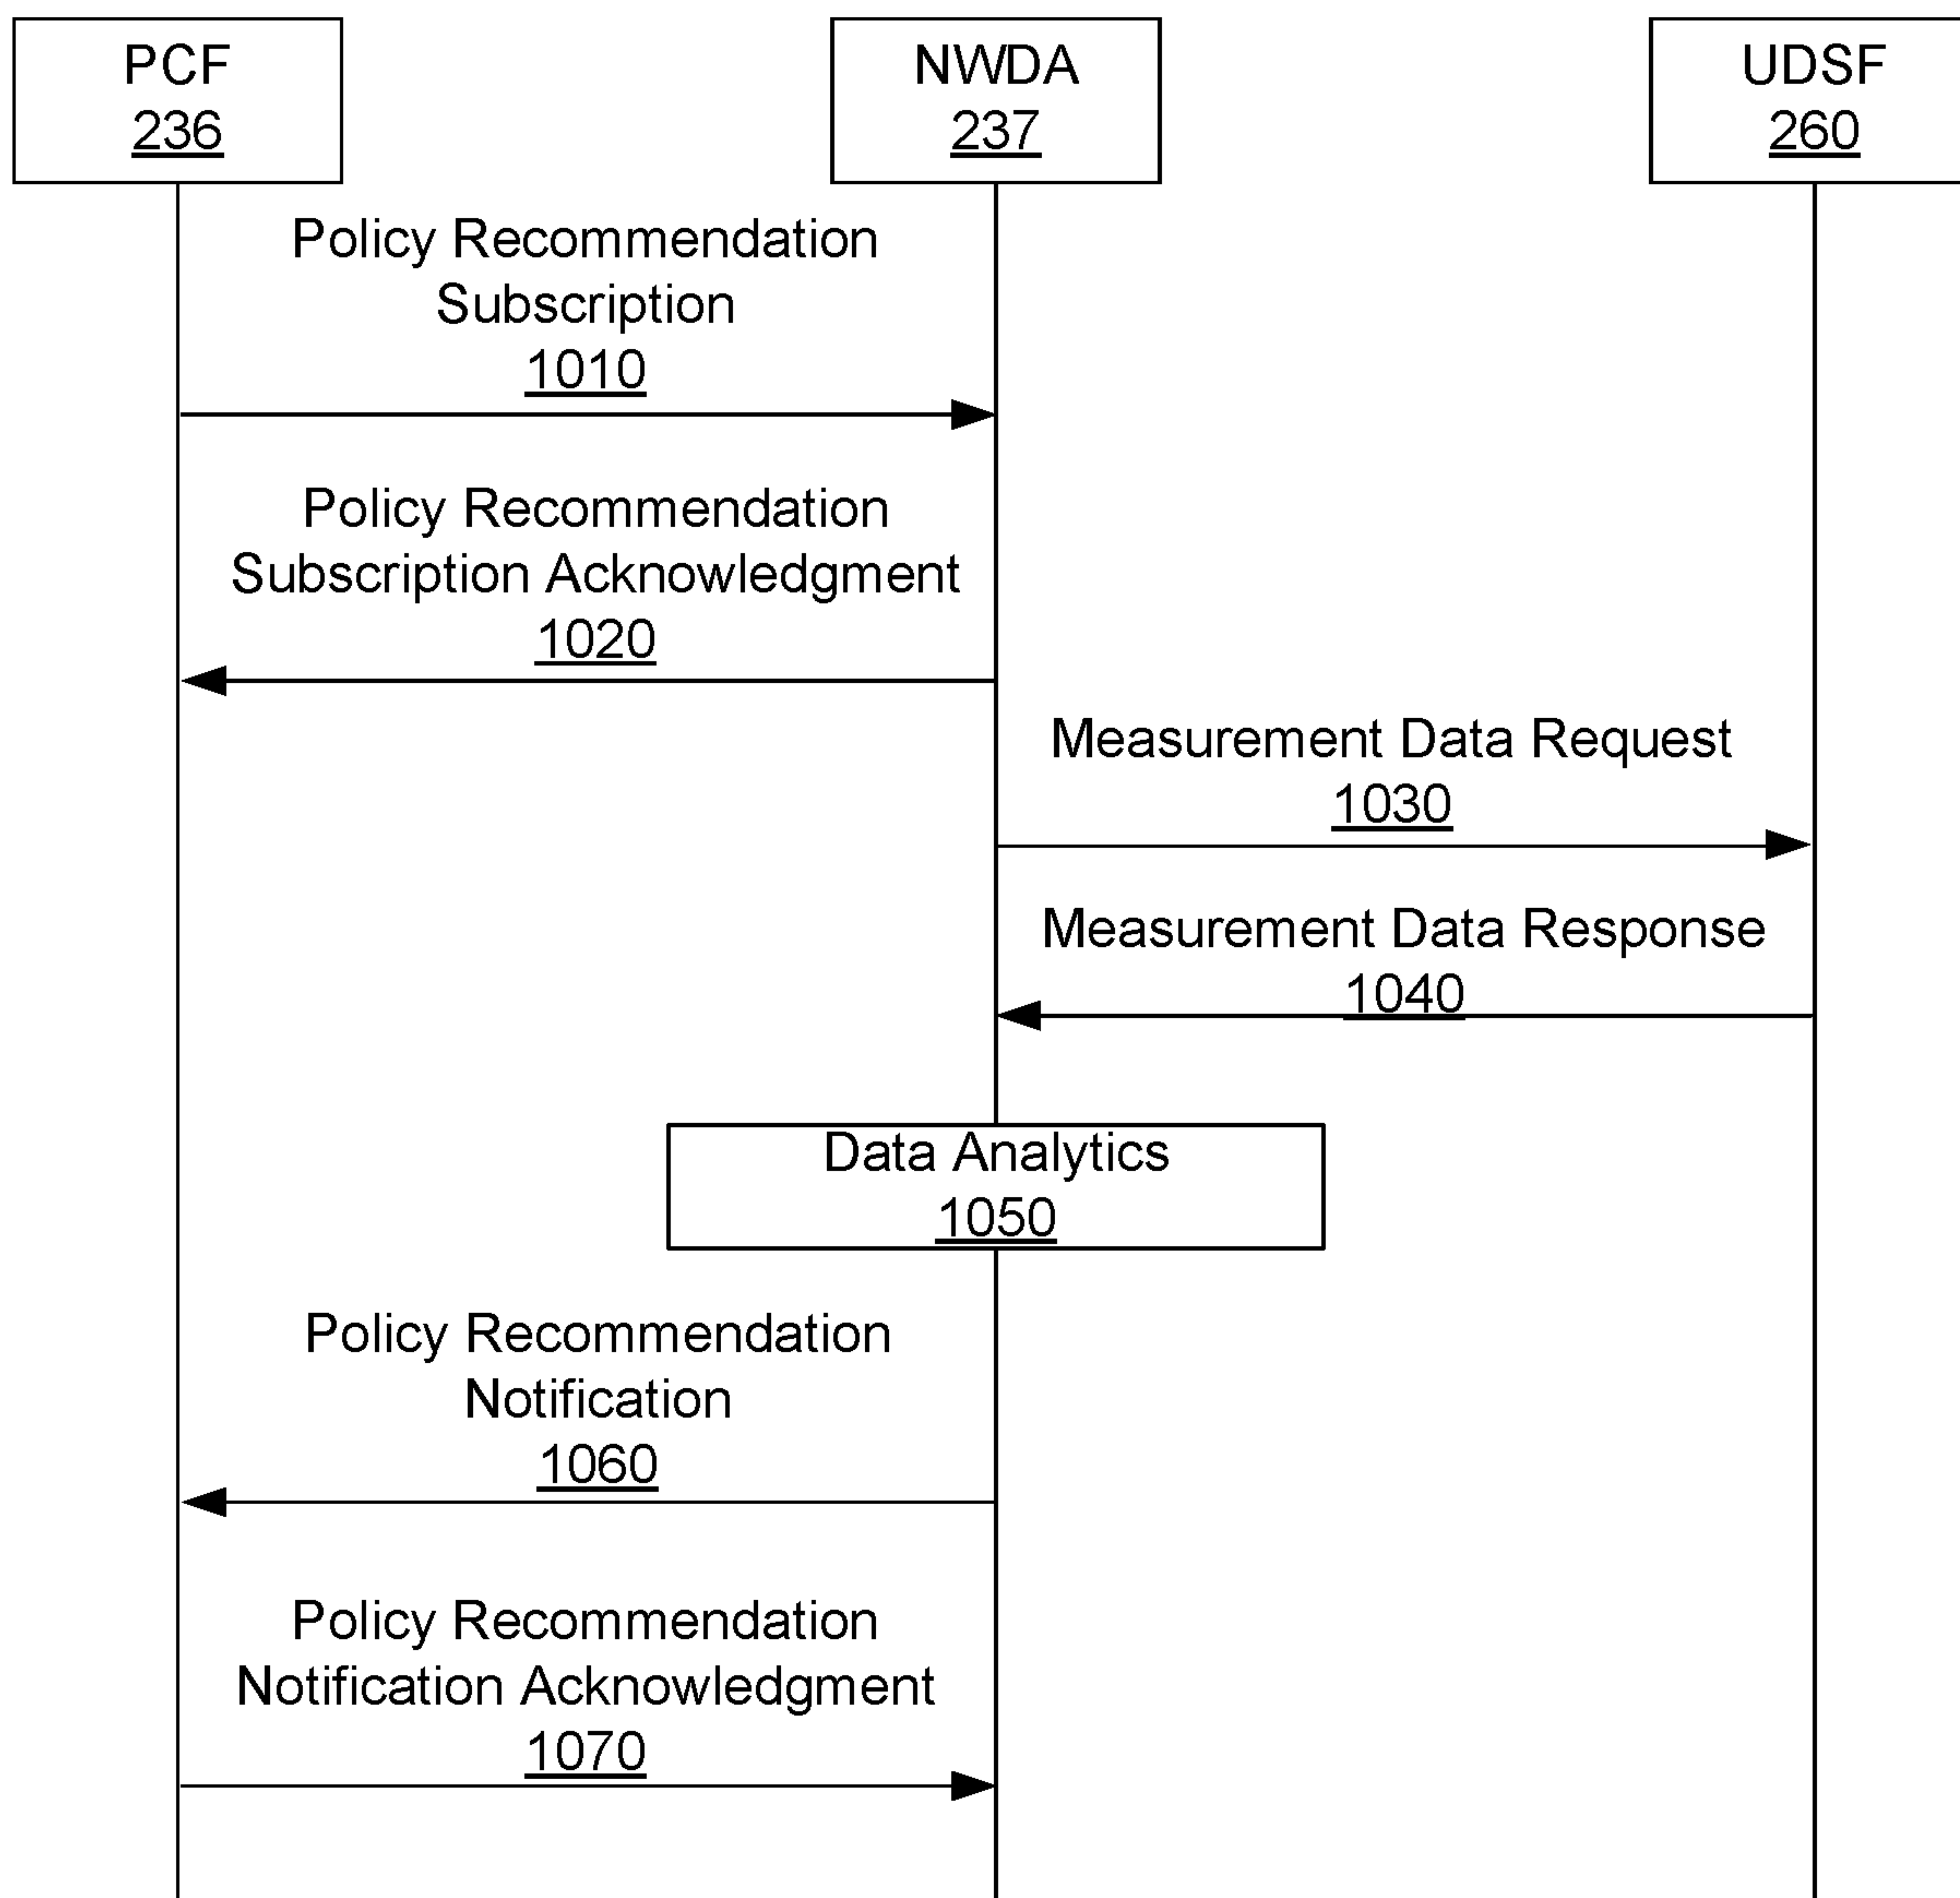 PCF
236
NWDA
237
UDSF
260
Policy Recommendation
Subscription
1010
Policy Recommendation
Subscription Acknowledgment
1020
Measurement Data Request
1030
Measurement Data Response
1040
Data Analytics
1050
Policy Recommendation
Notification
1060
Policy Recommendation
Notification Acknowledgment
1070